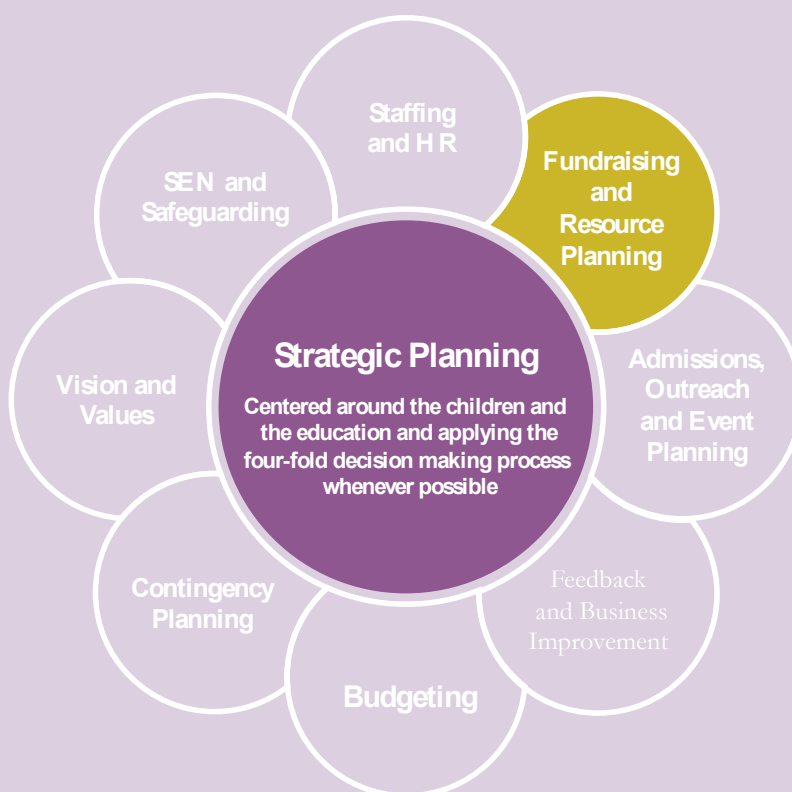 Staffing
and HR
Fundraising
and
Resource
Planning
SEN and
Safeguarding
Strategic Planning
Centered around the children and
the education and applying the
four-fold decision making process
whenever possible
Admissions,
Outreach
and Event
Planning
Vision and
Values
Feedback
and Business
Improvement
Contingency
Planning
Budgeting